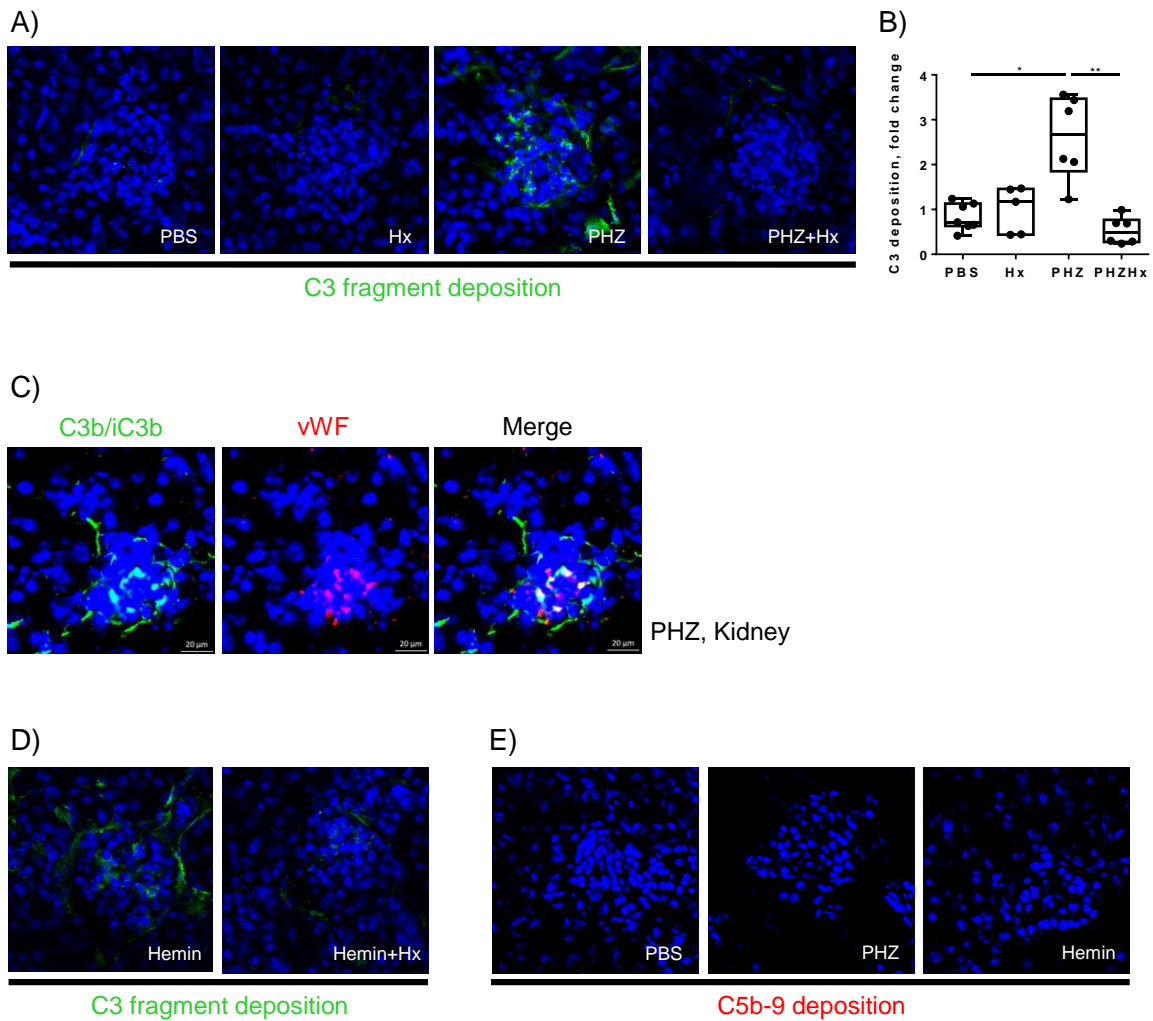 A)
PBS
Hx
PHZ
PHZ+Hx
C3 fragment deposition
B)
C3 deposition, fold change
4
3
2
1
0
*
**
PBS
Hx
PHZ
PHZHx
C)
C3b/iC3b
vWF
Merge
20 µm
20 µm
20 µm
PHZ, Kidney
D)
Hemin
Hemin+Hx
C3 fragment deposition
E)
PBS
PHZ
Hemin
C5b-9 deposition